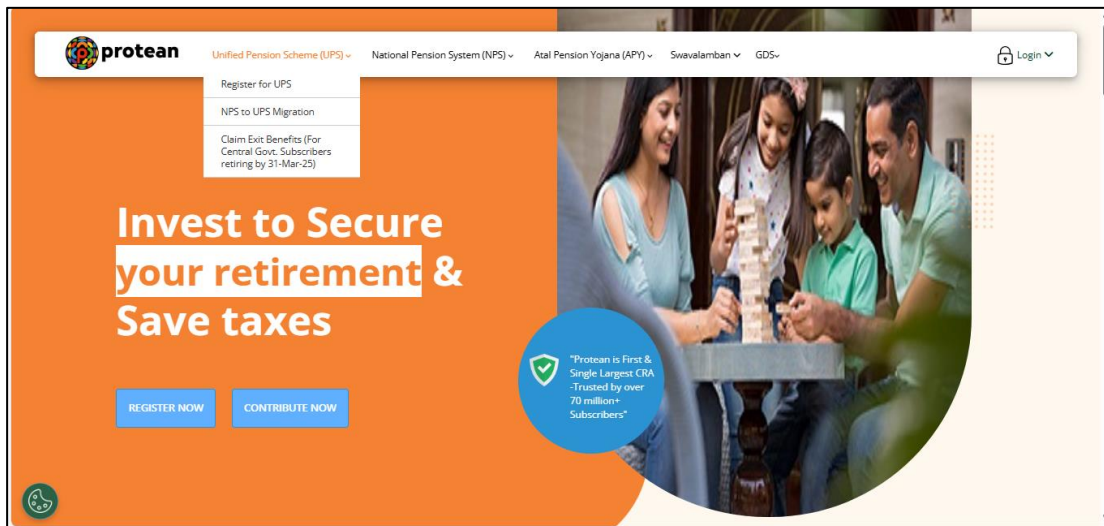 protean
Unified Pension Scheme (UPS)
National Pension System (NPS)
Atal Pension Yojana (APY)
Swavalamban
GDS
Login
Register for UPS
NPS to UPS Migration
Claim Exit Benefits (For
Central Govt. Subscribers
retiring by 31-Mar-25)
Invest to Secure
your retirement &
Save taxes
REGISTER NOW
CONTRIBUTE NOW
"Protean is First &
Single Largest CRA
-Trusted by over
70 million+
Subscribers"